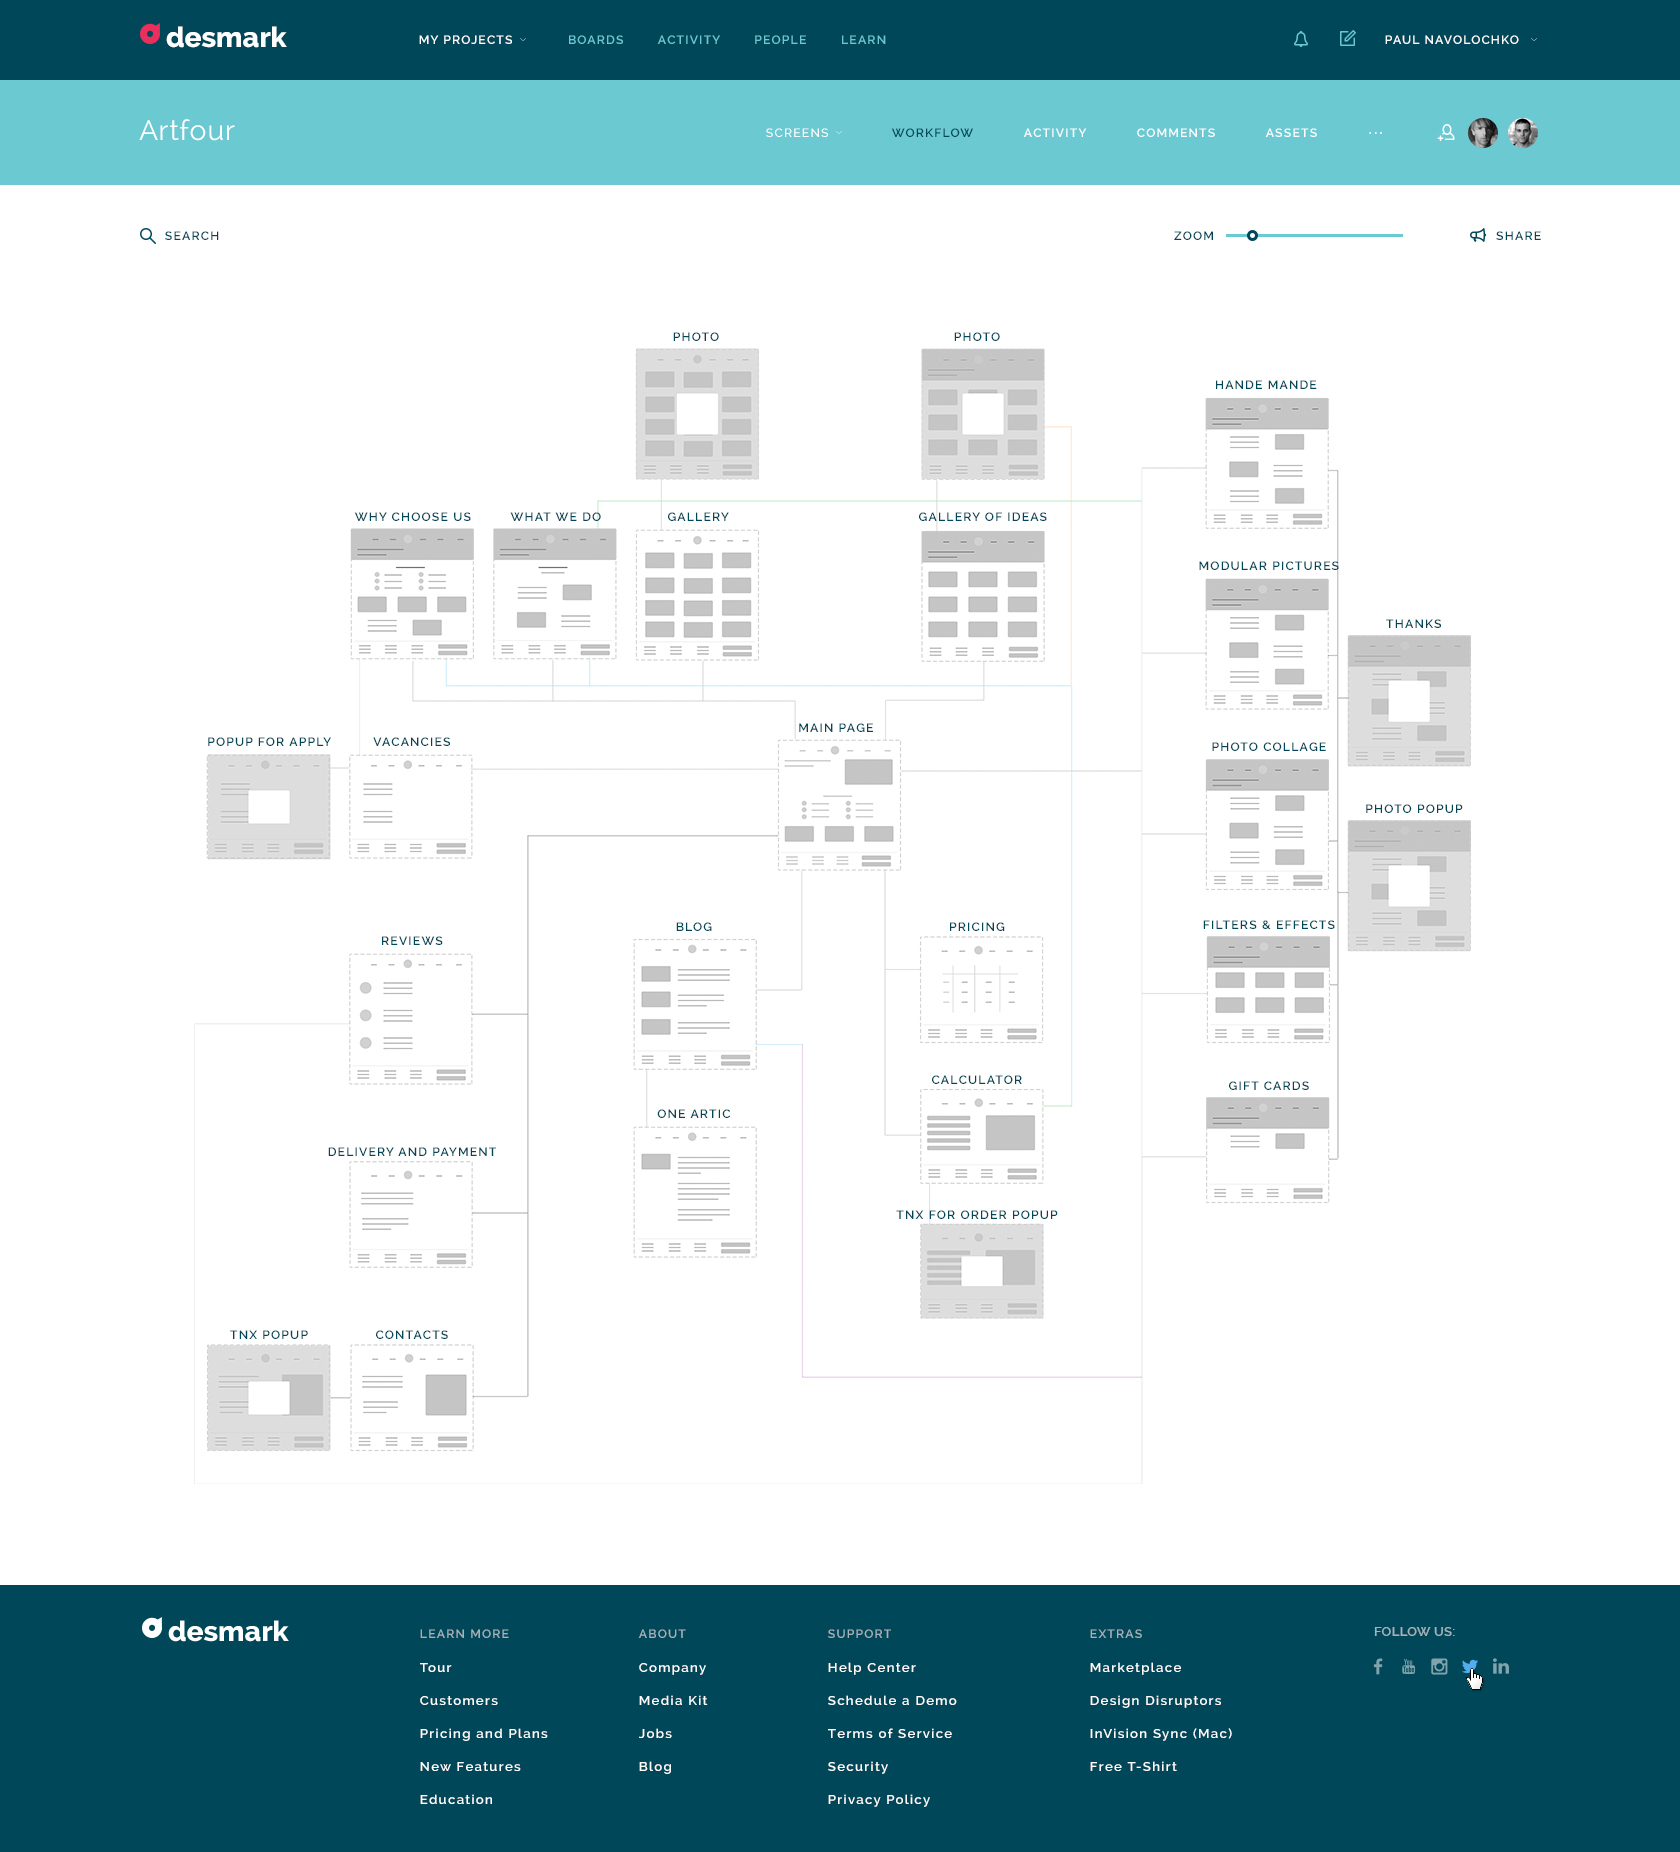 desmark
MY PROJECTS
BOARDS
ACTIVITY
PEOPLE
LEARN
PAUL NAVOLOCHKO
Artfour
SCREENS
WORKFLOW
ACTIVITY
COMMENTS
ASSETS
...
SEARCH
ZOOM
SHARE
PHOTO
PHOTO
HANDE MANDE
WHY CHOOSE US
WHAT WE DO
GALLERY
GALLERY OF IDEAS
MODULAR PICTURES
THANKS
MAIN PAGE
POPUP FOR APPLY
VACANCIES
PHOTO COLLAGE
PHOTO POPUP
REVIEWS
BLOG
PRICING
FILTERS & EFFECTS
CALCULATOR
GIFT CARDS
ONE ARTIC
DELIVERY AND PAYMENT
TNX FOR ORDER POPUP
TNX POPUP
CONTACTS
desmark
LEARN MORE
Tour
Customers
Pricing and Plans
New Features
Education
ABOUT
Company
Media Kit
Jobs
Blog
SUPPORT
Help Center
Schedule a Demo
Terms of Service
Security
Privacy Policy
EXTRAS
Marketplace
Design Disruptors
InVision Sync (Mac)
Free T-Shirt
FOLLOW US: